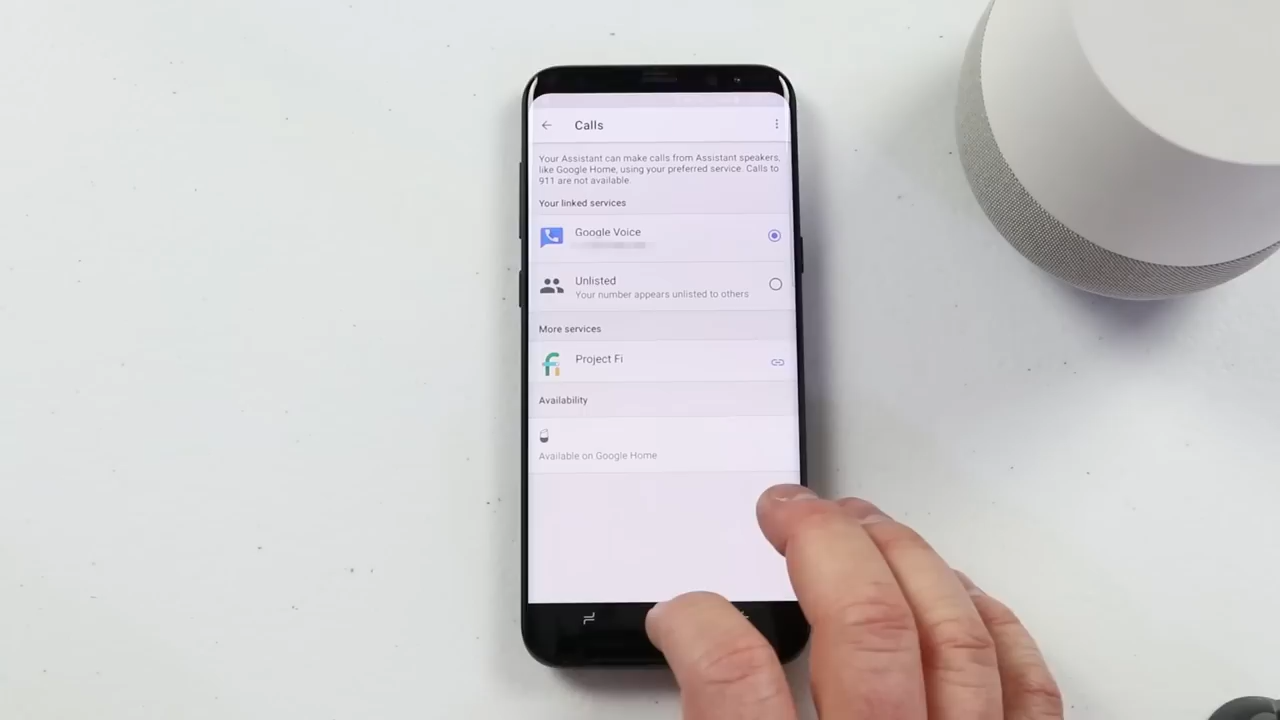 Calls
Your Assistant can make calls from Assistant speakers,
like Google Home, using your preferred service. Calls to
911 are not available.
Your linked services
Google Voice
Unlisted
Your number appears unlisted to others
More services
fi
Project Fi
Availability
Available on Google Home